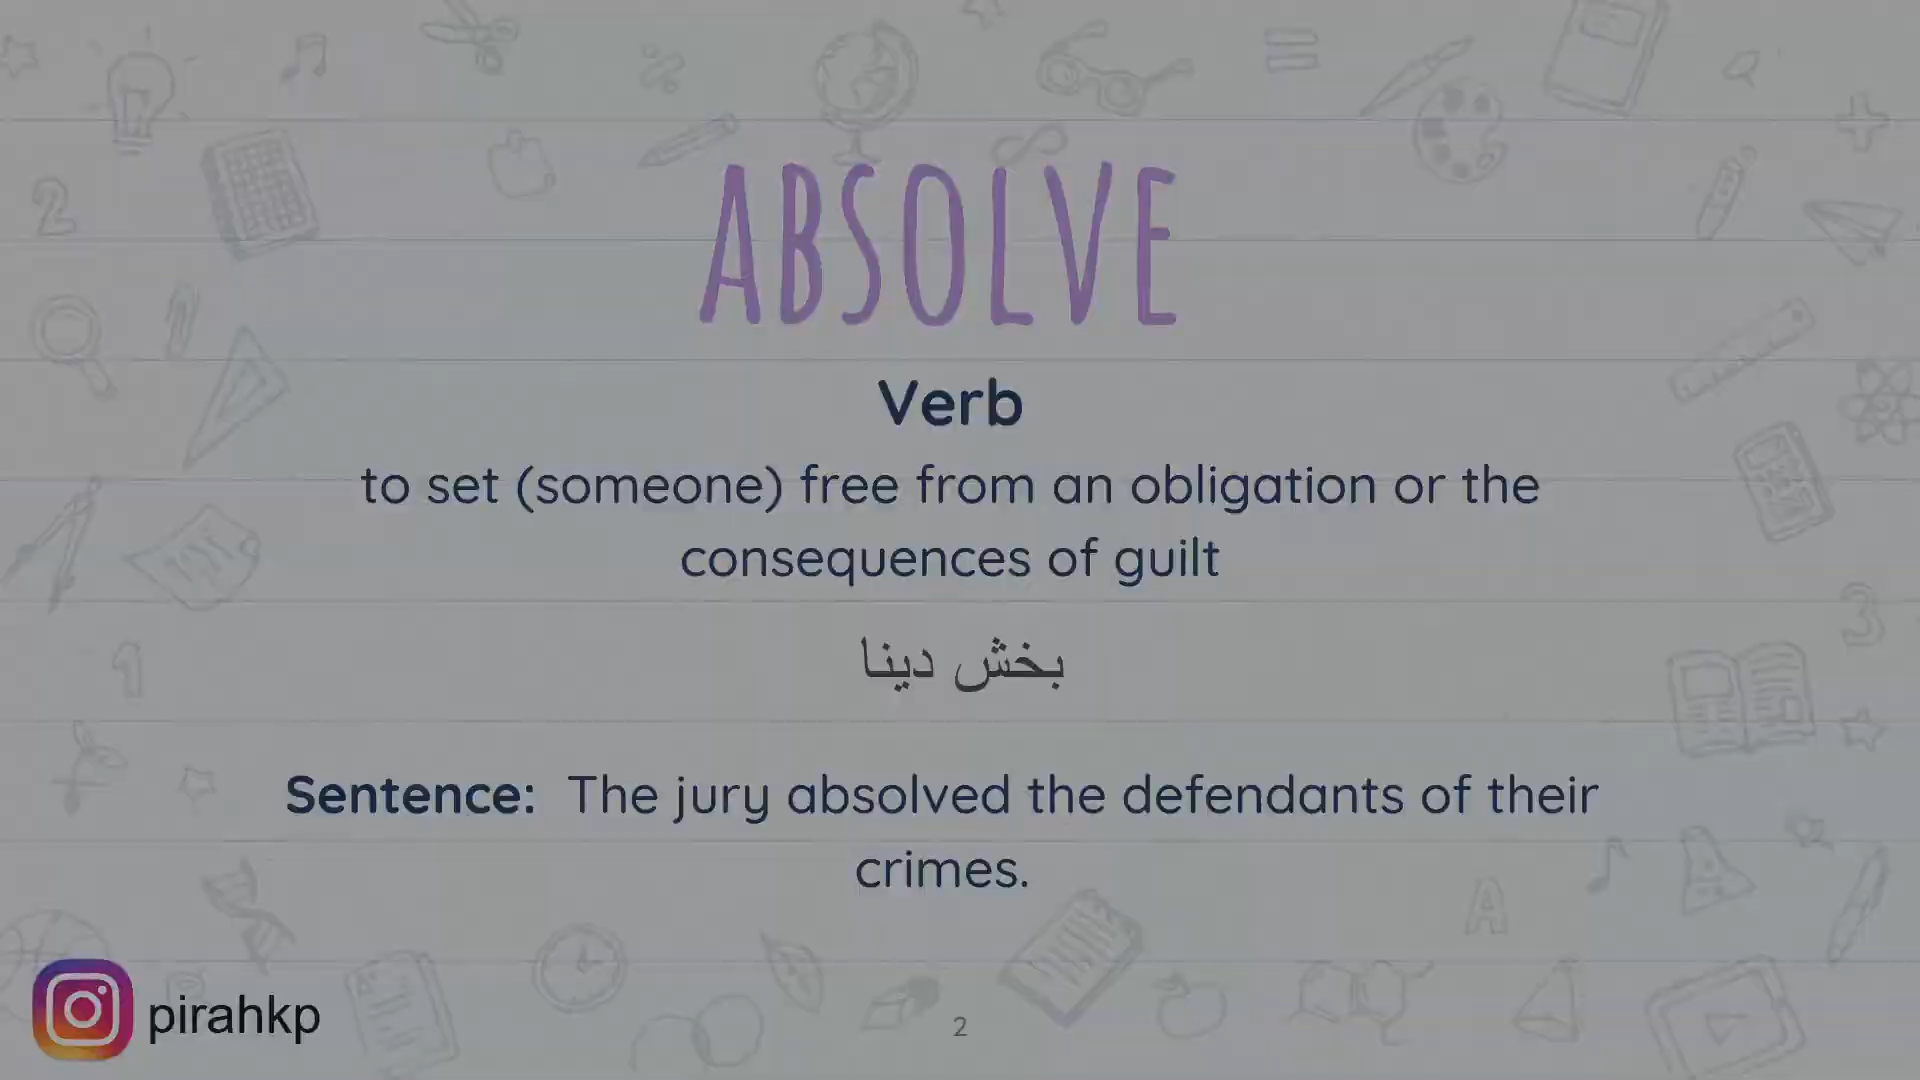 ABSOLVE
Verb
to set (someone) free from an obligation or the
consequences of guilt
بخش دینا
Sentence: The jury absolved the defendants of their
crimes.
pirahkp
2